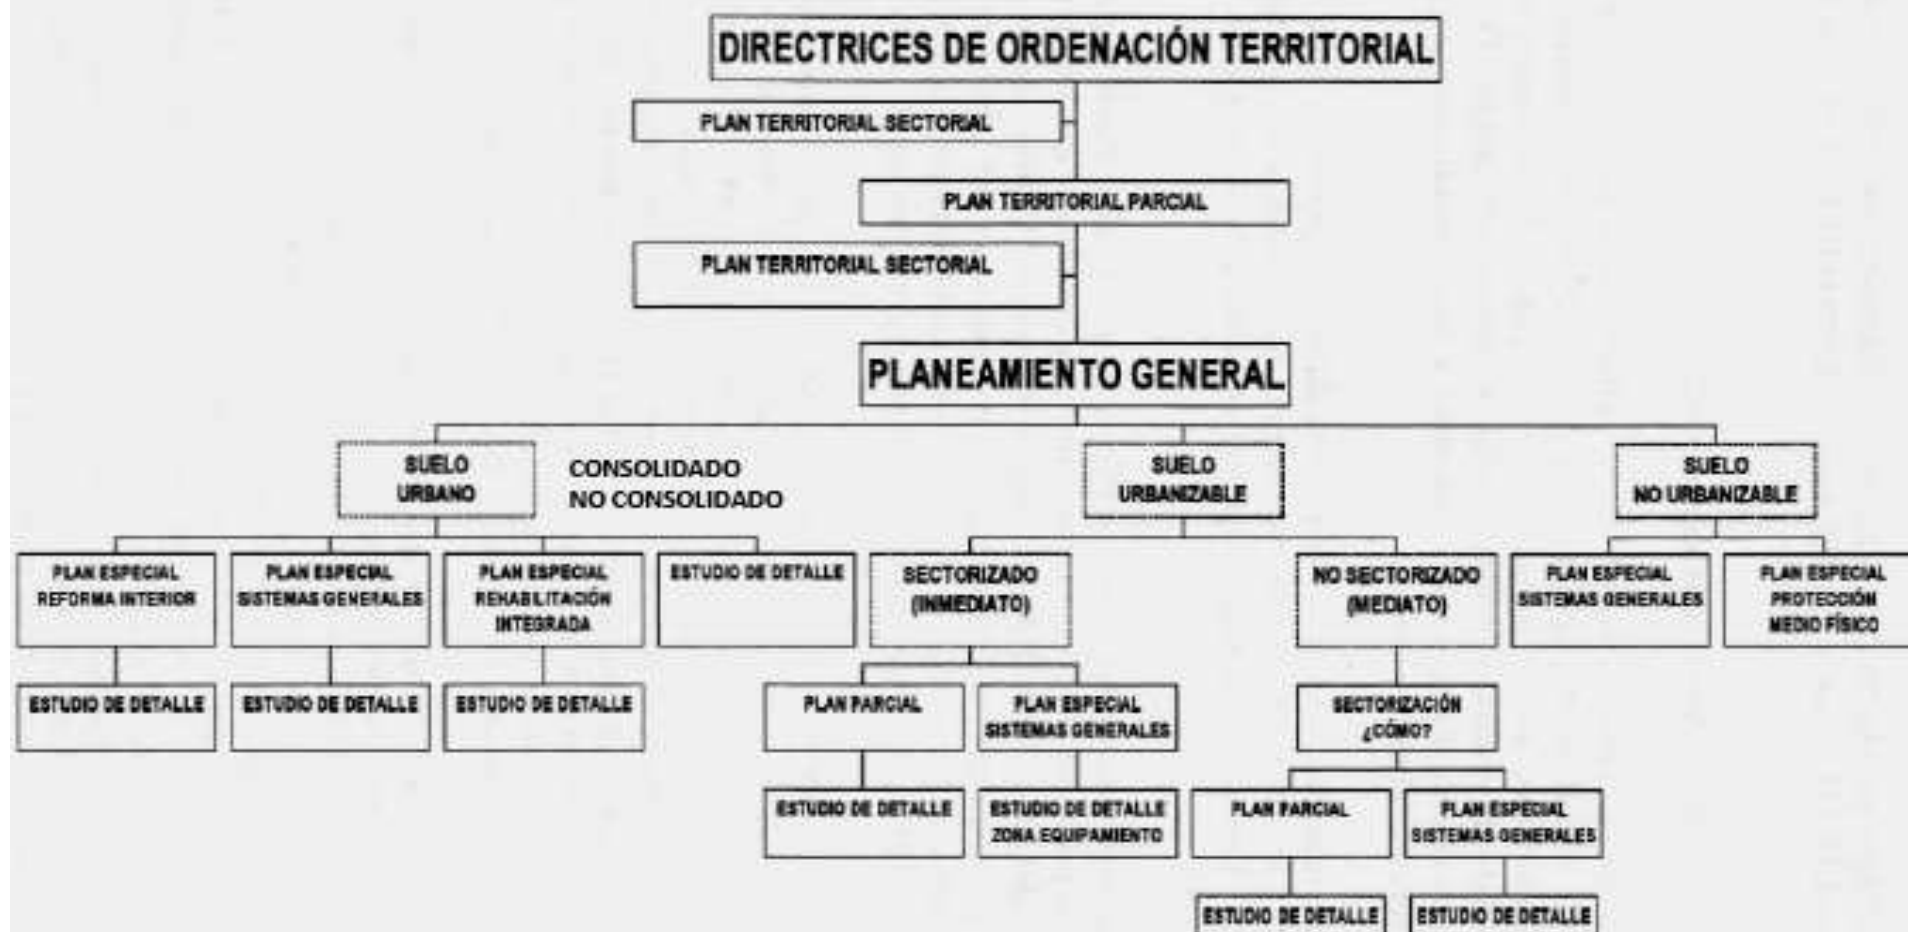 DIRECTRICES DE ORDENACIÓN TERRITORIAL
PLAN TERRITORIAL SECTORIAL
PLAN TERRITORIAL PARCIAL
PLAN TERRITORIAL SECTORIAL
PLANEAMIENTO GENERAL
SUELO
URBANO
CONSOLIDADO
NO CONSOLIDADO
SUELO
URBANIZABLE
SUELO
NO URBANIZABLE
PLAN ESPECIAL
REFORMA INTERIOR
PLAN ESPECIAL
SISTEMAS GENERALES
PLAN ESPECIAL
REHABILITACIÓN
INTEGRADA
ESTUDIO DE DETALLE
SECTORIZADO
(INMEDIATO)
NO SECTORIZADO
(MEDIATO)
PLAN ESPECIAL
SISTEMAS GENERALES
PLAN ESPECIAL
PROTECCIÓN
MEDIO FÍSICO
ESTUDIO DE DETALLE
ESTUDIO DE DETALLE
ESTUDIO DE DETALLE
PLAN PARCIAL
PLAN ESPECIAL
SISTEMAS GENERALES
SECTORIZACIÓN
¿CÓMO?
ESTUDIO DE DETALLE
ESTUDIO DE DETALLE
ZONA EQUIPAMIENTO
PLAN PARCIAL
PLAN ESPECIAL
SISTEMAS GENERALES
ESTUDIO DE DETALLE
ESTUDIO DE DETALLE